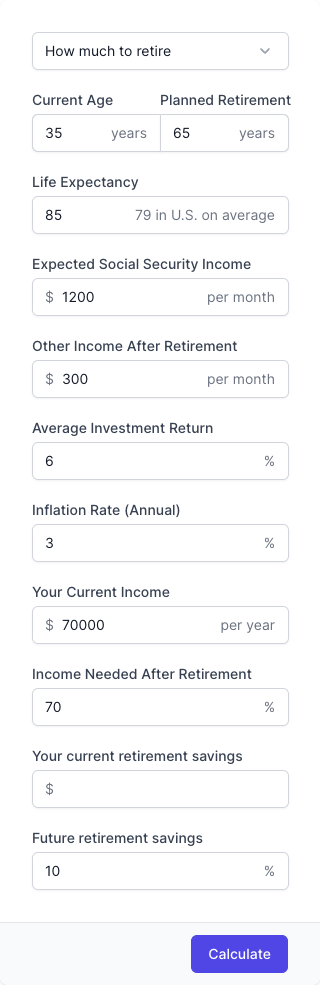 How much to retire
Current Age Planned Retirement
35 years 65 years
Life Expectancy
85 79 in U.S. on average
Expected Social Security Income
$ 1200 per month
Other Income After Retirement
$ 300 per month
Average Investment Return
6 %
Inflation Rate (Annual)
3 %
Your Current Income
$ 70000 per year
Income Needed After Retirement
70 %
Your current retirement savings
$
Future retirement savings
10 %
Calculate